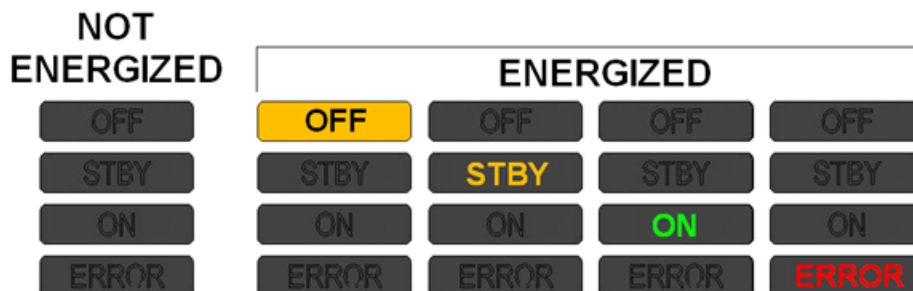 NOT
ENERGIZED
ENERGIZED
OFF OFF OFF OFF OFF
STBY STBY STBY STBY STBY
ON ON ON ON ON
ERROR ERROR ERROR ERROR ERROR